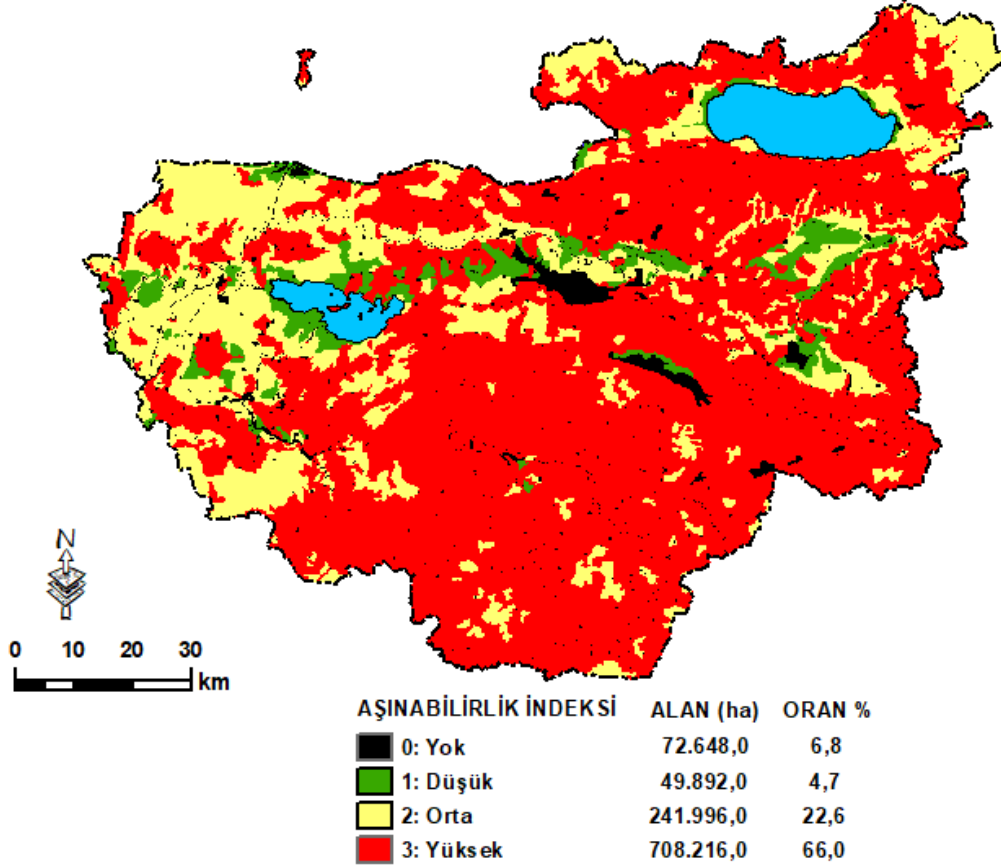 N
0 10 20 30
km
AŞINABİLİRLİK İNDEKSİ ALAN (ha) ORAN %
0: Yok 72.648,0 6,8
1: Düşük 49.892,0 4,7
2: Orta 241.996,0 22,6
3: Yüksek 708.216,0 66,0